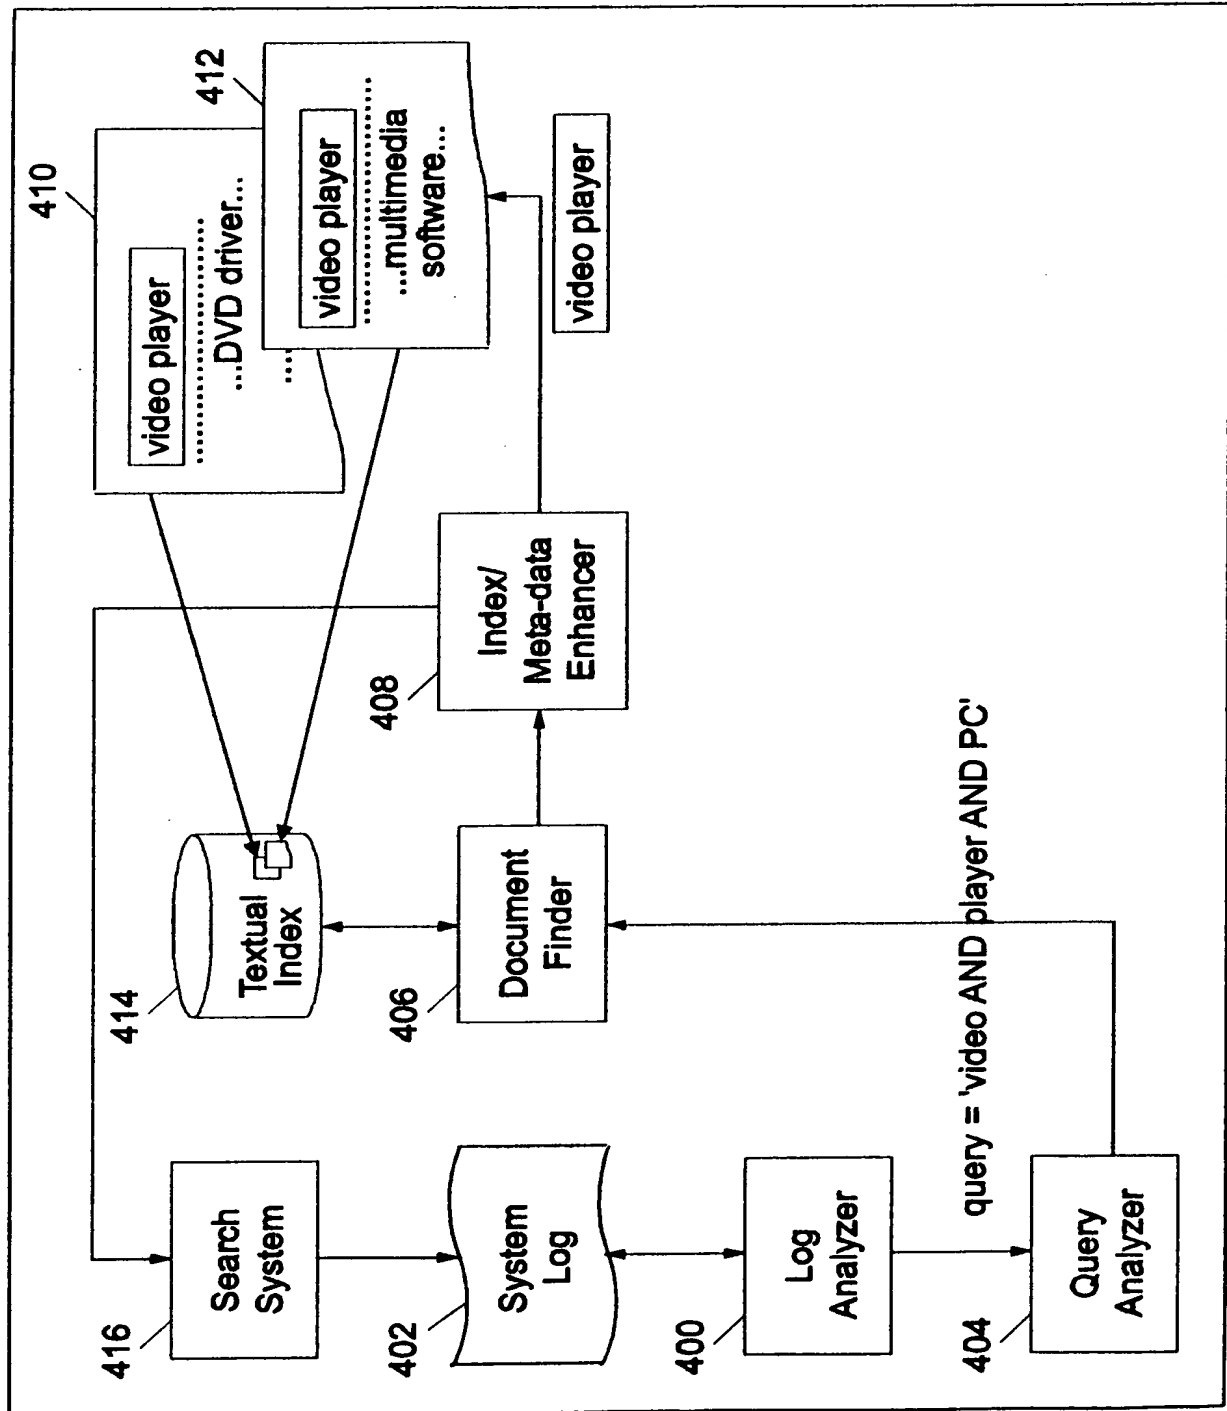 416
Search
System
402
System
Log
400
Log
Analyzer
404
Query
Analyzer
query = 'video AND player AND PC'
414
Textual
Index
406
Document
Finder
408
Index/
Meta-data
Enhancer
410
video player
...DVD driver...
412
video player
...multimedia
software...
video player